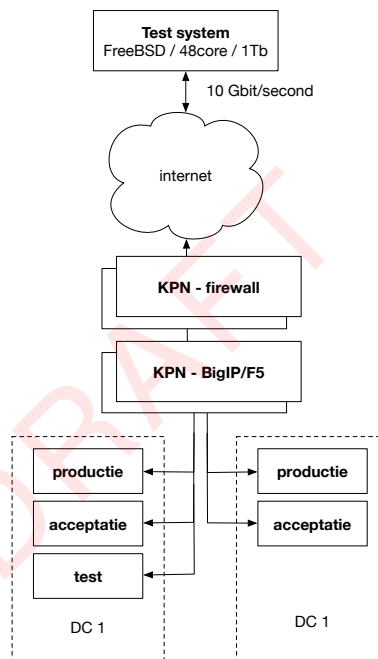 Test system
FreeBSD / 48core / 1Tb
10 Gbit/second
internet
KPN - firewall
KPN - BigIP/F5
productie
acceptatie
test
DC 1
productie
acceptatie
DC 1
DRAFT